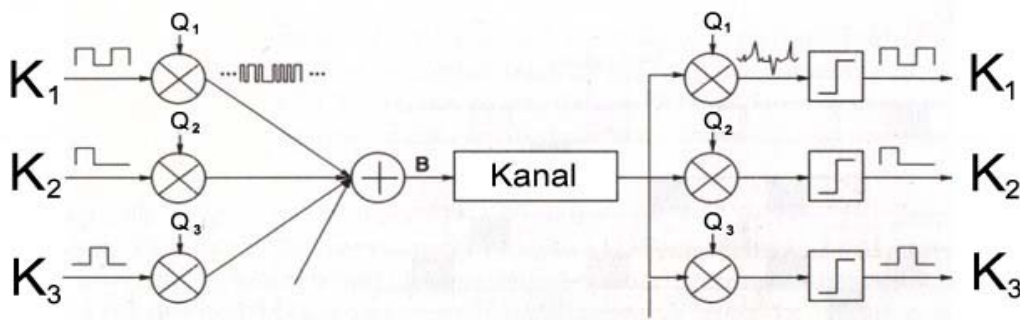 Q₁
K₁
Q₂
K₂
Q₃
K₃
B
Kanal
Q₁
K₁
Q₂
K₂
Q₃
K₃